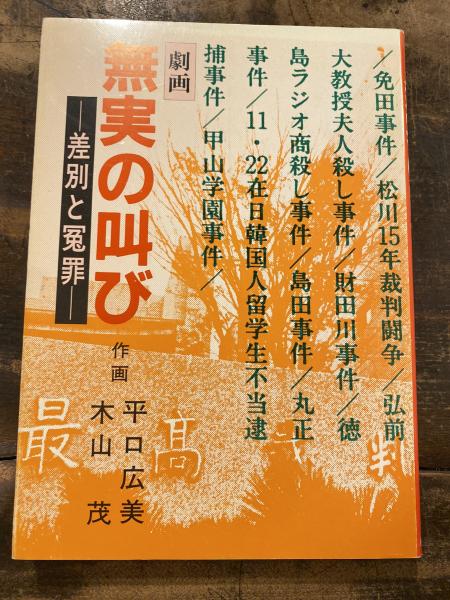 ／免田事件／松川15年裁判闘争／弘前
大教授夫人殺し事件／財田川事件／徳
島ラジオ商殺し事件／島田事件／丸正
事件／11・22在日韓国人留学生不当逮
捕事件／甲山学園事件／
劇画
無実の叫び
―差別と冤罪―
作画
平口広美
木山茂
最高裁判